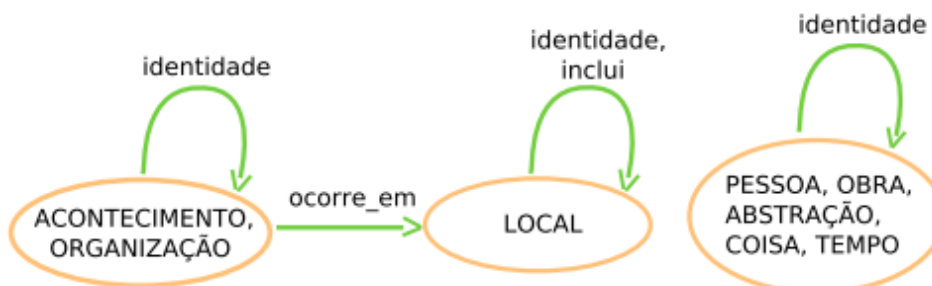 identidade
identidade,
inclui
identidade
ocorre_em
ACONTECIMENTO,
ORGANIZAÇÃO
LOCAL
PESSOA, OBRA,
ABSTRAÇÃO,
COISA, TEMPO